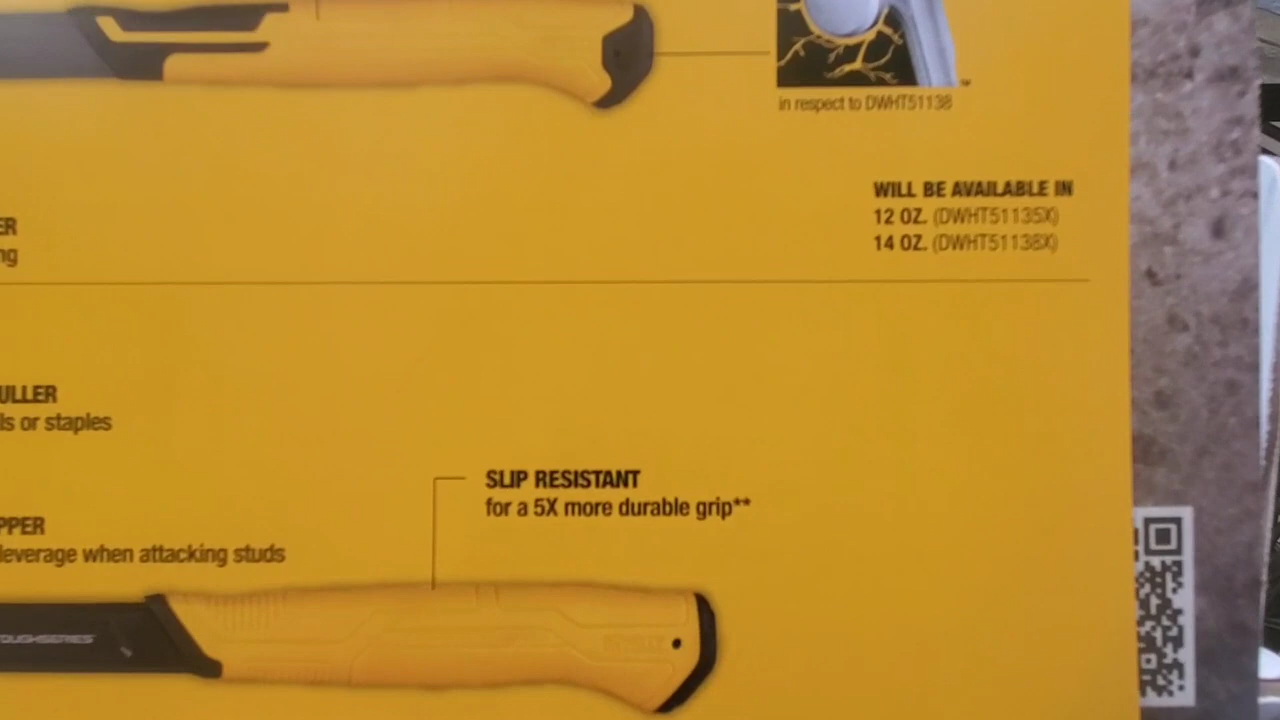 in respect to DWHT51138
WILL BE AVAILABLE IN
12 OZ. (DWHT51135X)
14 OZ. (DWHT51138X)
ER
ng
ULLER
ls or staples
SLIP RESISTANT
for a 5X more durable grip**
PPER
leverage when attacking studs
OUGHSERIES